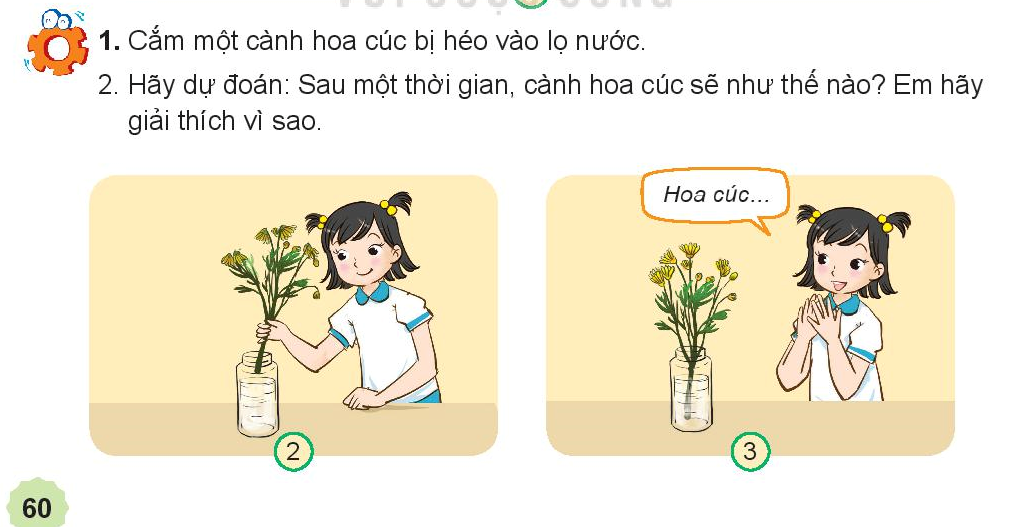 1. Cắm một cành hoa cúc bị héo vào lọ nước.
2. Hãy dự đoán: Sau một thời gian, cành hoa cúc sẽ như thế nào? Em hãy
giải thích vì sao.
Hoa cúc...
2
3
60